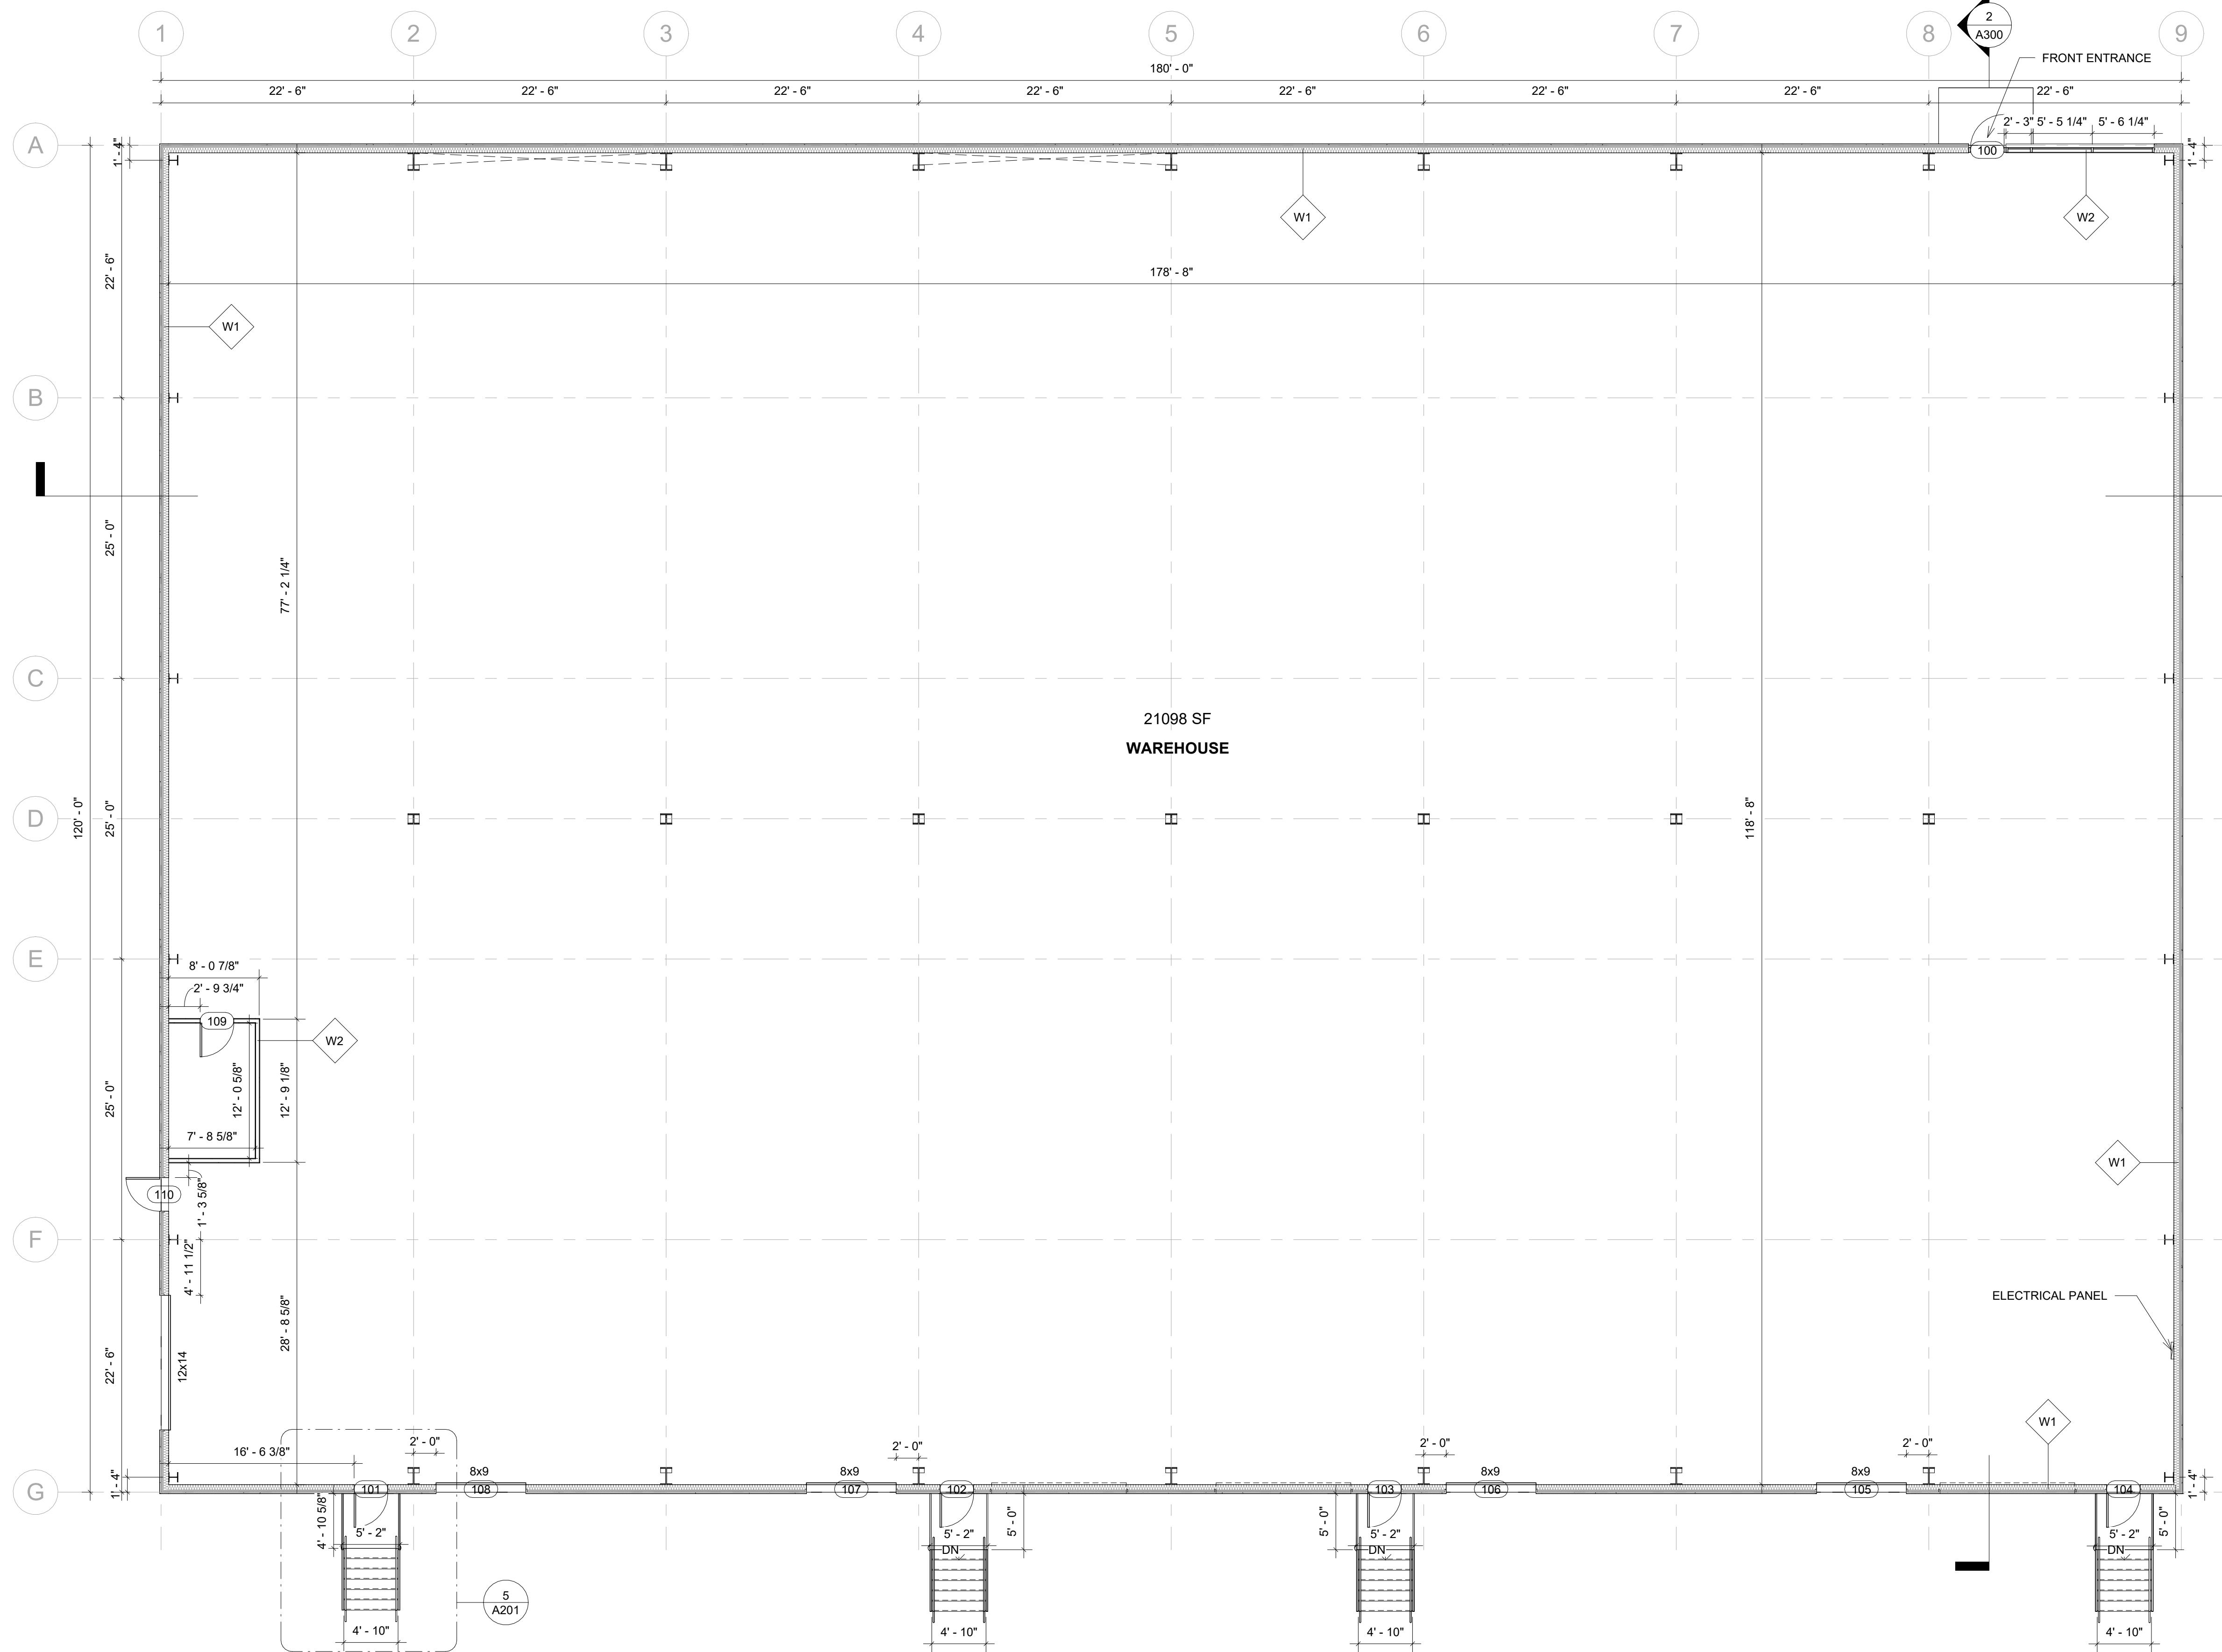 1
2
3
4
5
6
7
8
9
2
A300
FRONT ENTRANCE
180' - 0"
22' - 6"
22' - 6"
22' - 6"
22' - 6"
22' - 6"
22' - 6"
22' - 6"
22' - 6"
2' - 3"
5' - 5 1/4"
5' - 6 1/4"
A
1' - 4"
100
1' - 4"
W1
W2
22' - 6"
178' - 8"
W1
B
25' - 0"
77' - 2 1/4"
C
21098 SF
WAREHOUSE
D
120' - 0"
25' - 0"
118' - 8"
E
8' - 0 7/8"
2' - 9 3/4"
109
W2
25' - 0"
12' - 0 5/8"
12' - 9 1/8"
7' - 8 5/8"
110
1' - 3 5/8"
W1
F
4' - 11 1/2"
ELECTRICAL PANEL
22' - 6"
12x14
28' - 8 5/8"
W1
16' - 6 3/8"
2' - 0"
2' - 0"
2' - 0"
2' - 0"
8x9
8x9
8x9
8x9
G
1' - 4"
101
108
107
102
103
106
105
104
1' - 4"
4' - 10 5/8"
5' - 2"
5' - 2"
5' - 0"
5' - 0"
5' - 2"
5' - 2"
5' - 0"
DN
DN
DN
5
A201
4' - 10"
4' - 10"
4' - 10"
4' - 10"